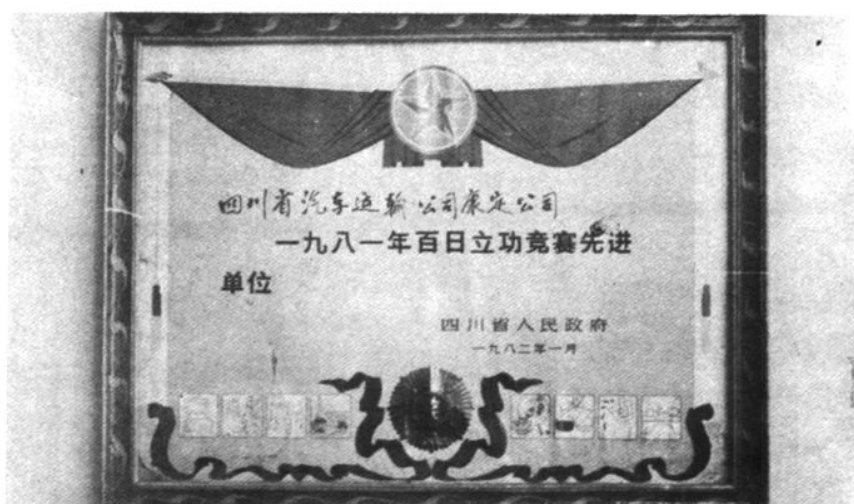 四川省汽车运输公司康定公司
一九八一年百日立功竞赛先进
单位
四川省人民政府
一九八二年一月